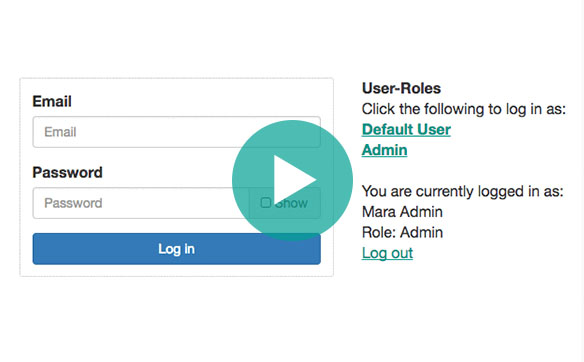 Email
Email
Password
Password
Show
Log in
User-Roles
Click the following to log in as:
Default User
Admin
You are currently logged in as:
Mara Admin
Role: Admin
Log out